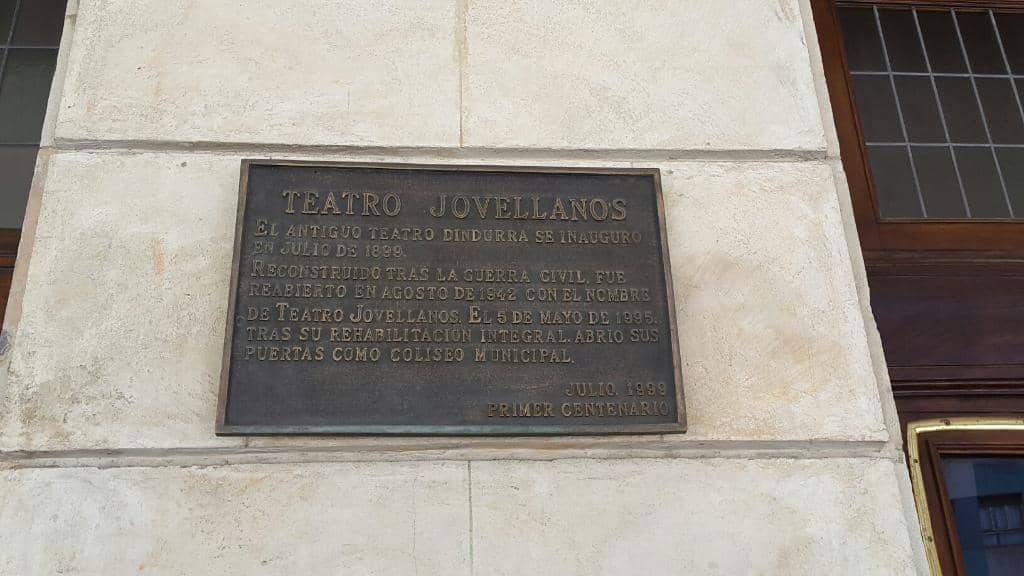 TEATRO JOVELLANOS
EL ANTIGUO TEATRO DINDURRA SE INAUGURO
EN JULIO DE 1899.
RECONSTRUIDO TRAS LA GUERRA CIVIL, FUE
REABIERTO EN AGOSTO DE 1942 CON EL NOMBRE
DE TEATRO JOVELLANOS. EL 5 DE MAYO DE 1995,
TRAS SU REHABILITACION INTEGRAL, ABRIO SUS
PUERTAS COMO COLISEO MUNICIPAL.
JULIO, 1999
PRIMER CENTENARIO